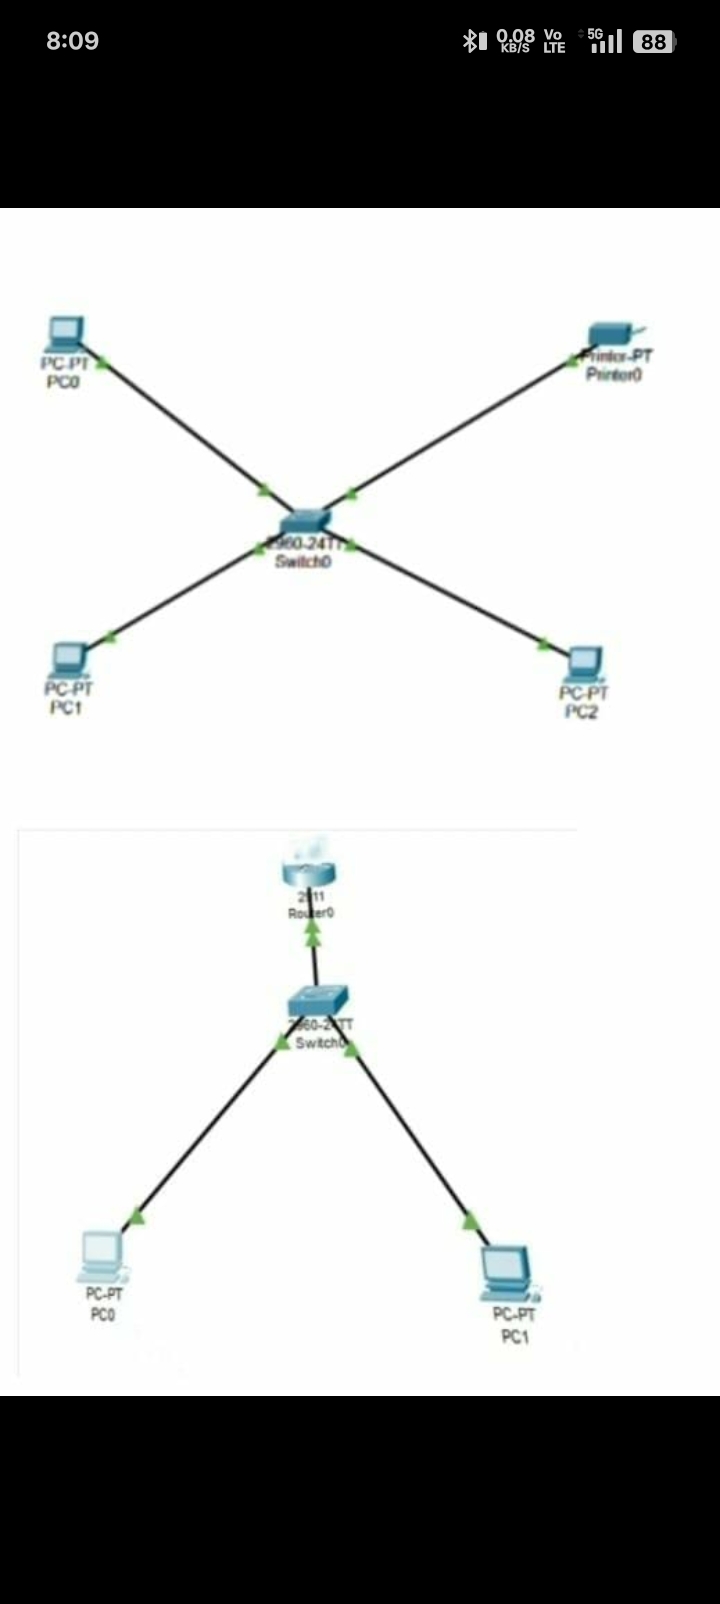 8:09
0.08 KB/S Vo LTE 5G 88
PC-PT
PC0
Printer-PT
Printer0
2960-24TT
Switch0
PC-PT
PC1
PC-PT
PC2
2911
Router0
2960-24TT
Switch0
PC-PT
PC0
PC-PT
PC1